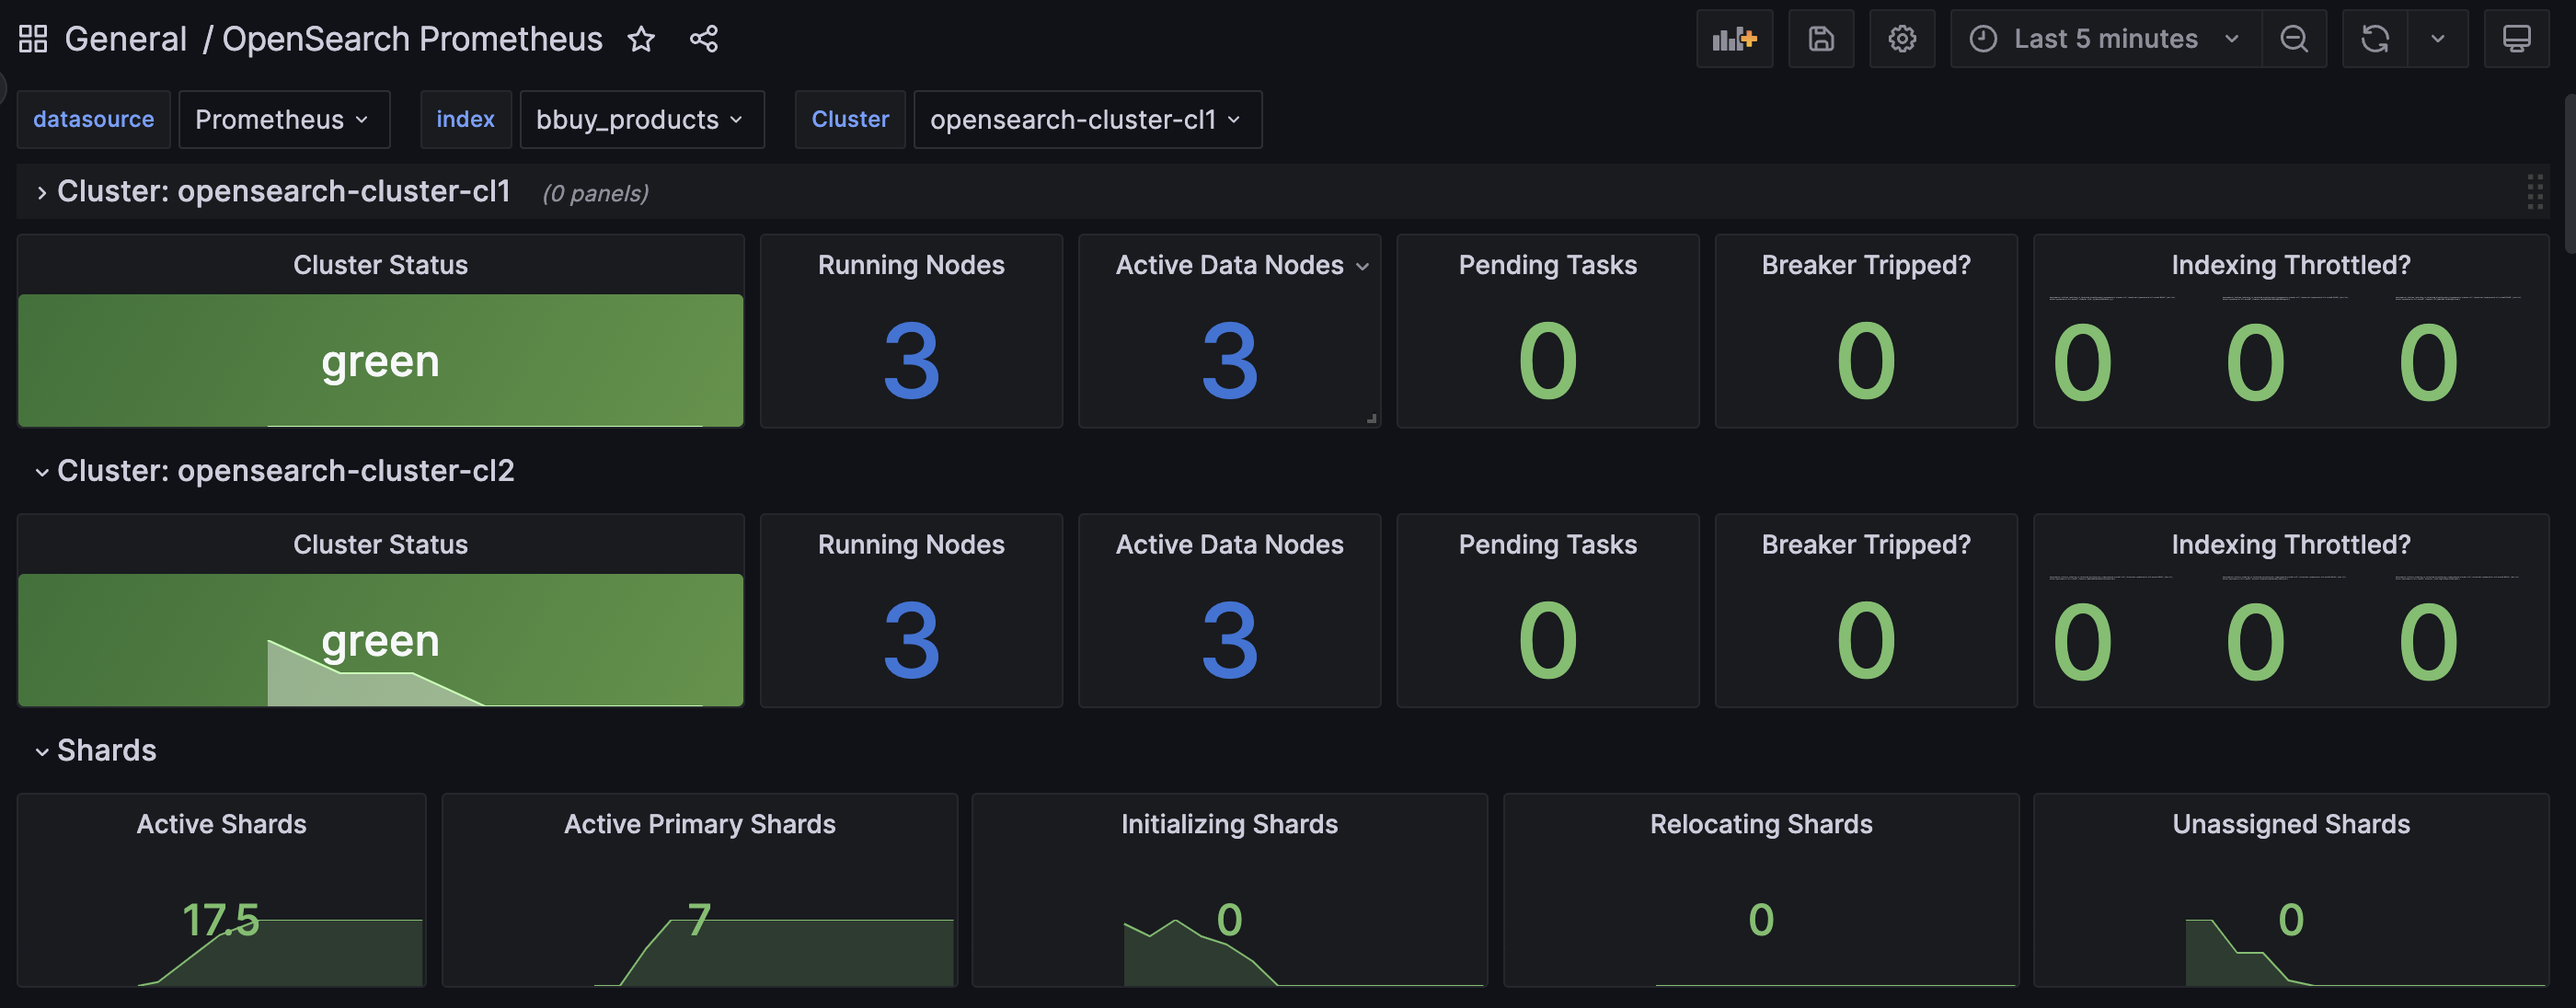 General / OpenSearch Prometheus
Last 5 minutes
datasource Prometheus index bbuy_products Cluster opensearch-cluster-cl1
Cluster: opensearch-cluster-cl1 (0 panels)
Cluster Status Running Nodes Active Data Nodes Pending Tasks Breaker Tripped? Indexing Throttled?
green 3 3 0 0 0 0 0
Cluster: opensearch-cluster-cl2
Cluster Status Running Nodes Active Data Nodes Pending Tasks Breaker Tripped? Indexing Throttled?
green 3 3 0 0 0 0 0
Shards
Active Shards Active Primary Shards Initializing Shards Relocating Shards Unassigned Shards
17.5 7 0 0 0